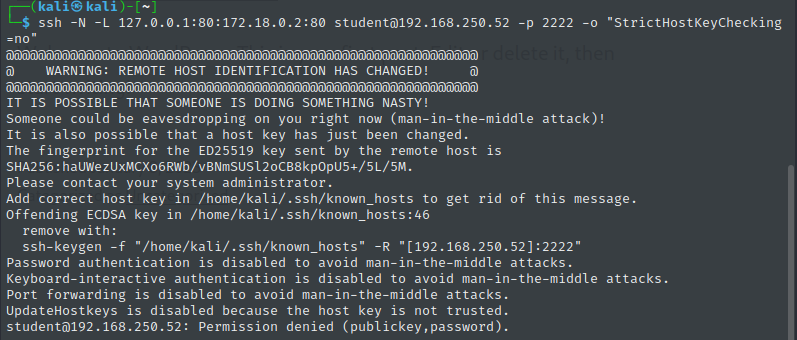 (kali㉿kali)-[~]
$ ssh -N -L 127.0.0.1:80:172.18.0.2:80 student@192.168.250.52 -p 2222 -o "StrictHostKeyChecking
=no"
@@@@@@@@@@@@@@@@@@@@@@@@@@@@@@@@@@@@@@@@@@@@@@@@@@@@@@@@@@@
@    WARNING: REMOTE HOST IDENTIFICATION HAS CHANGED!     @
@@@@@@@@@@@@@@@@@@@@@@@@@@@@@@@@@@@@@@@@@@@@@@@@@@@@@@@@@@@
IT IS POSSIBLE THAT SOMEONE IS DOING SOMETHING NASTY!
Someone could be eavesdropping on you right now (man-in-the-middle attack)!
It is also possible that a host key has just been changed.
The fingerprint for the ED25519 key sent by the remote host is
SHA256:haUWezUxMCXo6RWb/vBNmSUSl2oCB8kpOpU5+/5L/5M.
Please contact your system administrator.
Add correct host key in /home/kali/.ssh/known_hosts to get rid of this message.
Offending ECDSA key in /home/kali/.ssh/known_hosts:46
  remove with:
  ssh-keygen -f "/home/kali/.ssh/known_hosts" -R "[192.168.250.52]:2222"
Password authentication is disabled to avoid man-in-the-middle attacks.
Keyboard-interactive authentication is disabled to avoid man-in-the-middle attacks.
Port forwarding is disabled to avoid man-in-the-middle attacks.
UpdateHostkeys is disabled because the host key is not trusted.
student@192.168.250.52: Permission denied (publickey,password).